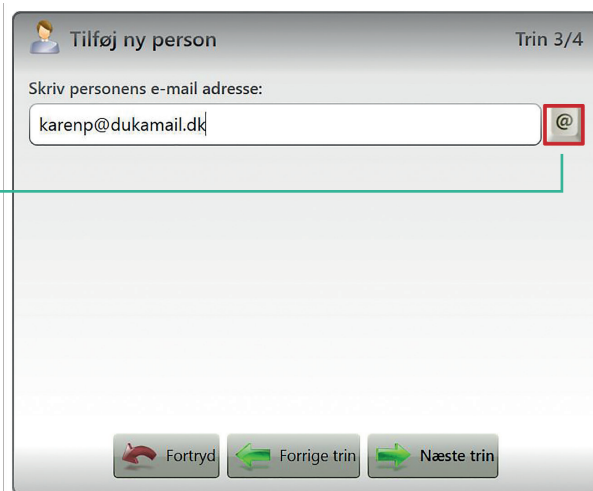 Tilføj ny person
Trin 3/4
Skriv personens e-mail adresse:
karenp@dukamail.dk
@
Fortryd
Forrige trin
Næste trin